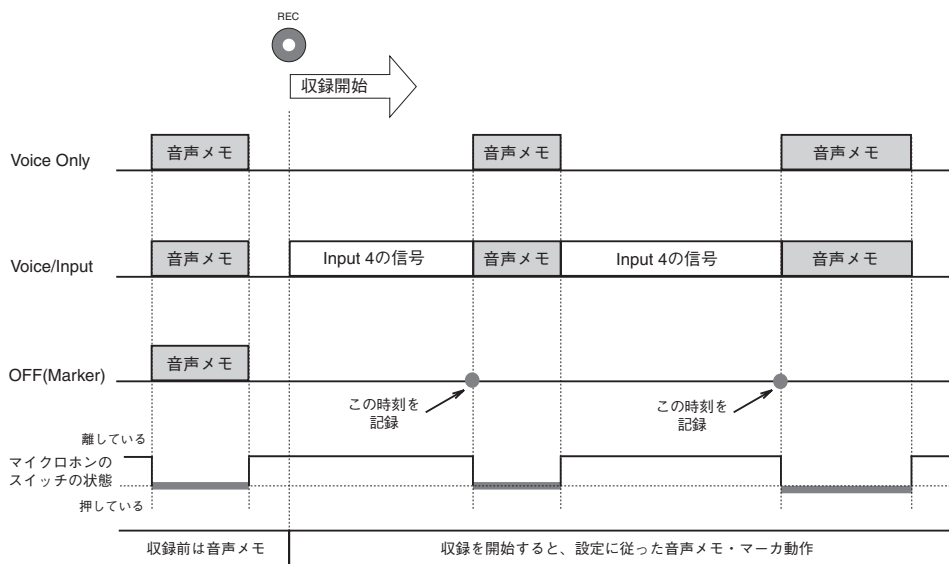 REC
収録開始
Voice Only
音声メモ
音声メモ
音声メモ
Voice/Input
音声メモ
Input 4の信号
音声メモ
Input 4の信号
音声メモ
OFF(Marker)
音声メモ
この時刻を
記録
この時刻を
記録
離している
マイクロホンの
スイッチの状態
押している
収録前は音声メモ
収録を開始すると、設定に従った音声メモ・マーカ動作